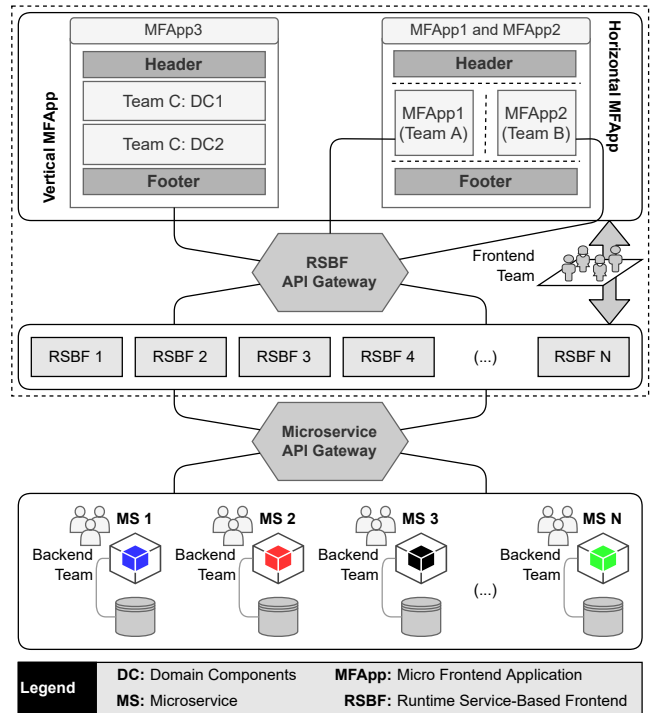 MFApp3
Header
Team C: DC1
Team C: DC2
Footer
Vertical MFApp
MFApp1 and MFApp2
Header
MFApp1
(Team A)
MFApp2
(Team B)
Footer
Horizontal MFApp
RSBF
API Gateway
Frontend
Team
RSBF 1
RSBF 2
RSBF 3
RSBF 4
(...)
RSBF N
Microservice
API Gateway
MS 1
Backend
Team
MS 2
Backend
Team
MS 3
Backend
Team
(...)
MS N
Backend
Team
Legend
DC: Domain Components
MFApp: Micro Frontend Application
MS: Microservice
RSBF: Runtime Service-Based Frontend